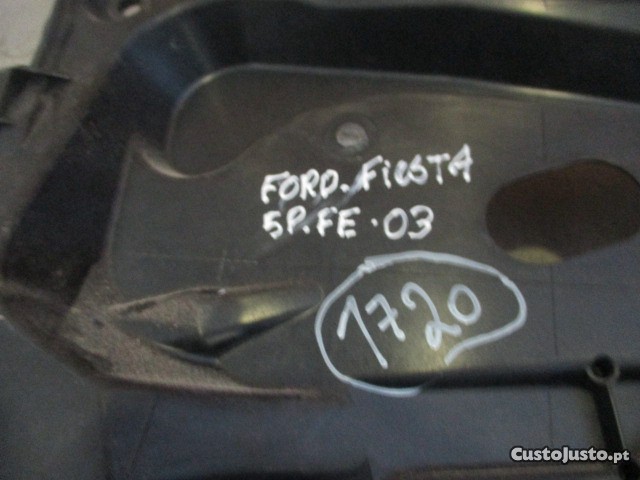 FORD. FiESTA
5P. FE . 03
1720
CustoJusto.pt